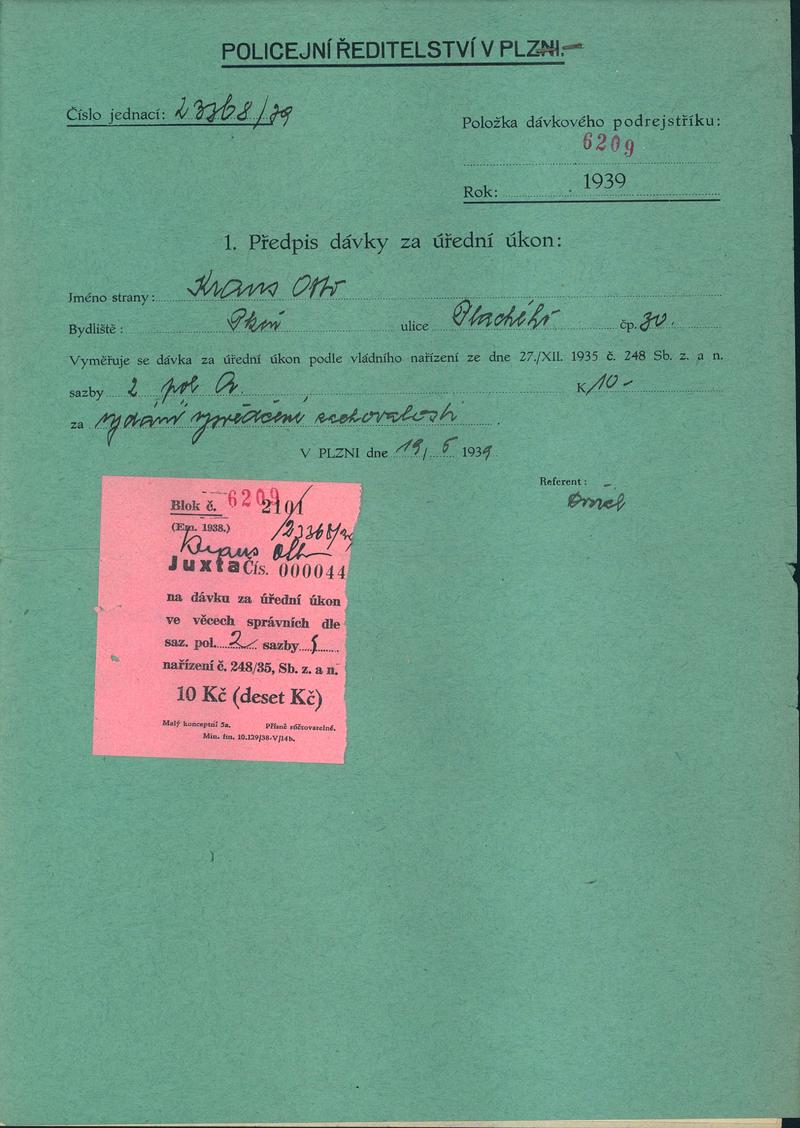 POLICEJNÍ ŘEDITELSTVÍ V PLZNI.
Číslo jednací: 23368/39
Položka dávkového podrejstříku:
6209
Rok: 1939
1. Předpis dávky za úřední úkon:
Jméno strany: Kraus Otto
Bydliště: Plzeň ulice Plachého čp. 30.
Vyměřuje se dávka za úřední úkon podle vládního nařízení ze dne 27./XII. 1935 č. 248 Sb. z. a n.
sazby 2 pol K 10-
za vydání vysvědčení zachovalosti.
V PLZNI dne 19/6 1939
Referent:
Blok č. 6209 2101
(Em. 1938.) /23368/39
Kraus Otto
Juxta Čís. 000044
na dávku za úřední úkon
ve věcech správních dle
saz. pol. 2 sazby
nařízení č. 248/35, Sb. z. a n.
10 Kč (deset Kč)
Malý konceptní 5a. Přísně zúčtovatelné.
Min. fin. 10.129/38-V/14b.